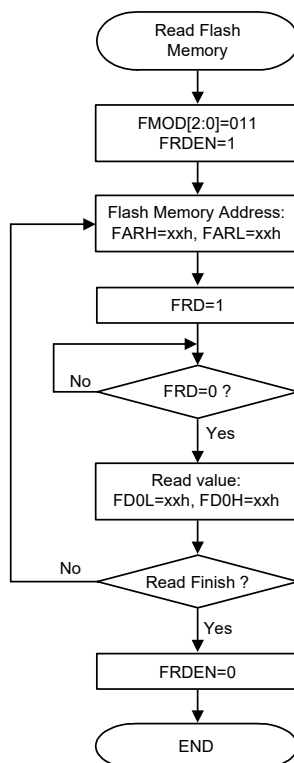 Read Flash
Memory
FMOD[2:0]=011
FRDEN=1
Flash Memory Address:
FARH=xxh, FARL=xxh
FRD=1
No
FRD=0 ?
Yes
Read value:
FD0L=xxh, FD0H=xxh
No
Read Finish ?
Yes
FRDEN=0
END